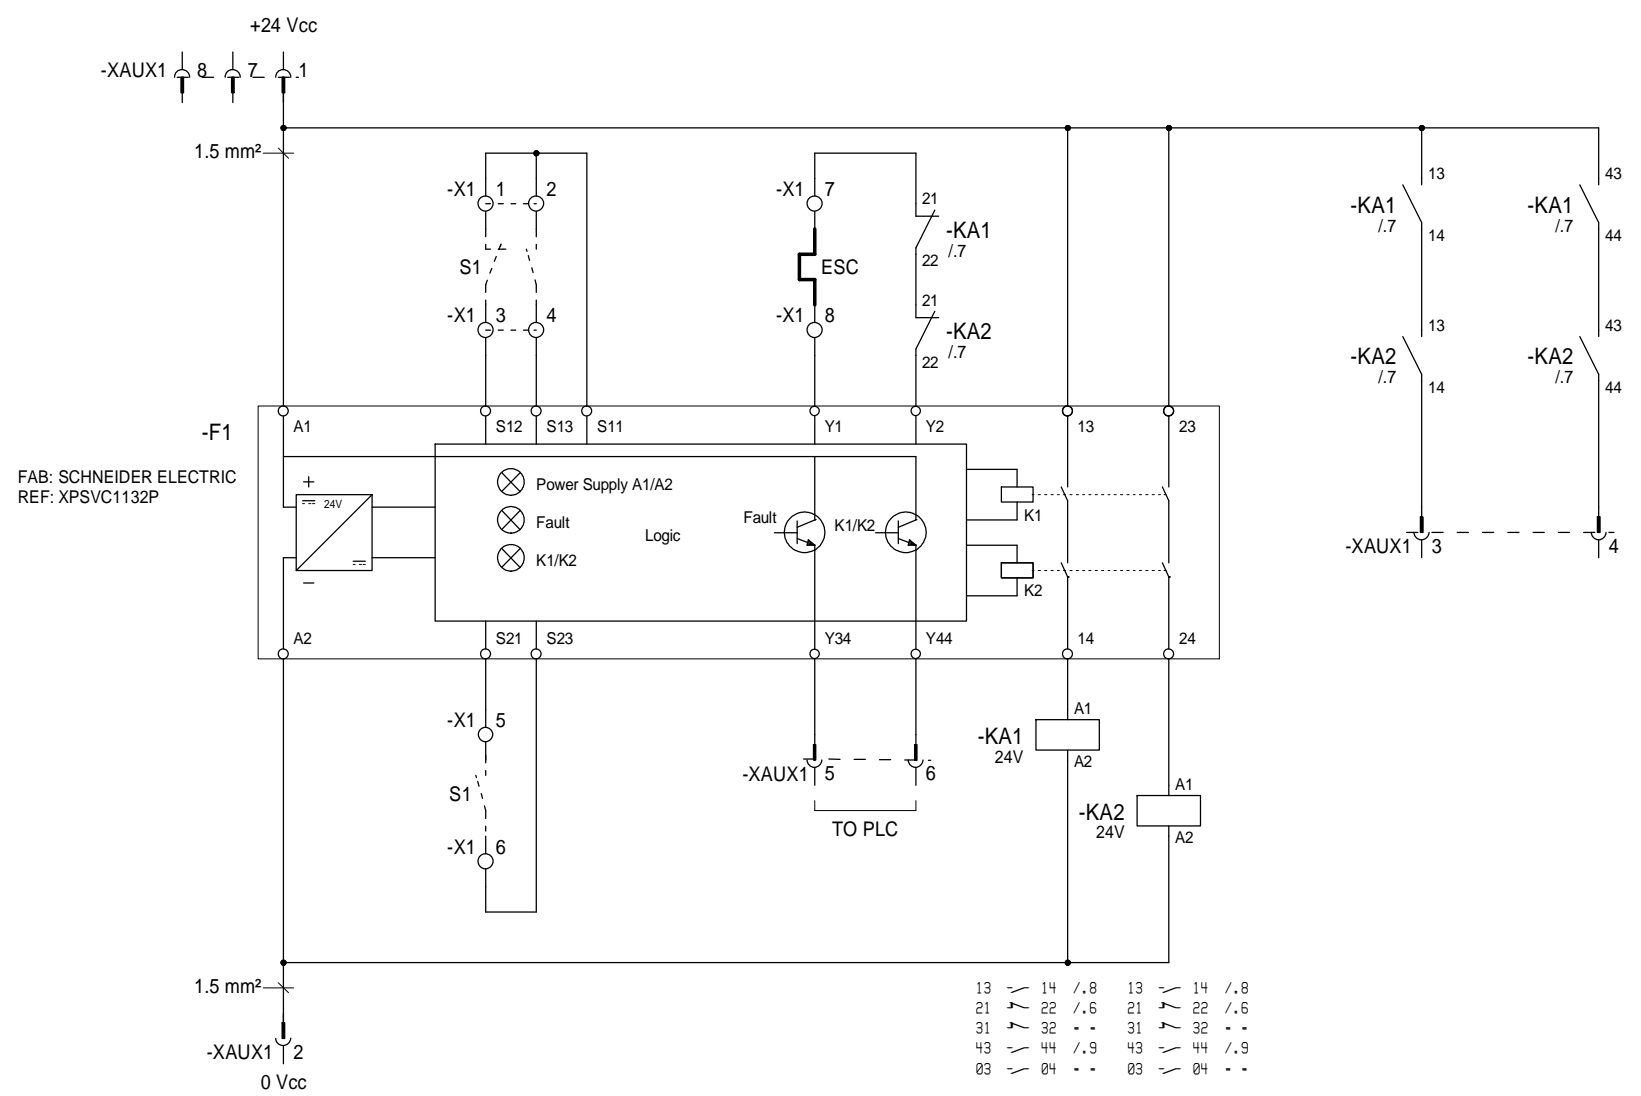 +24 Vcc
-XAUX1 8 7 1
1.5 mm²
-X1 1 2
-X1 7
21
-KA1
/.7
22
13
-KA1
/.7
14
43
-KA1
/.7
44
S1
ESC
-X1 3 4
-X1 8
21
-KA2
/.7
22
13
-KA2
/.7
14
43
-KA2
/.7
44
-F1
A1 S12 S13 S11 Y1 Y2 13 23
FAB: SCHNEIDER ELECTRIC
REF: XPSVC1132P
+
24V
−
Power Supply A1/A2
Fault
K1/K2
Logic
Fault
K1/K2
K1
K2
-XAUX1 3 4
A2 S21 S23 Y34 Y44 14 24
-X1 5
S1
-X1 6
-XAUX1 5 6
TO PLC
A1
-KA1
24V
A2
A1
-KA2
24V
A2
1.5 mm²
-XAUX1 2
0 Vcc
13 14 /.8 13 14 /.8
21 22 /.6 21 22 /.6
31 32 - - 31 32 - -
43 44 /.9 43 44 /.9
03 04 - - 03 04 - -